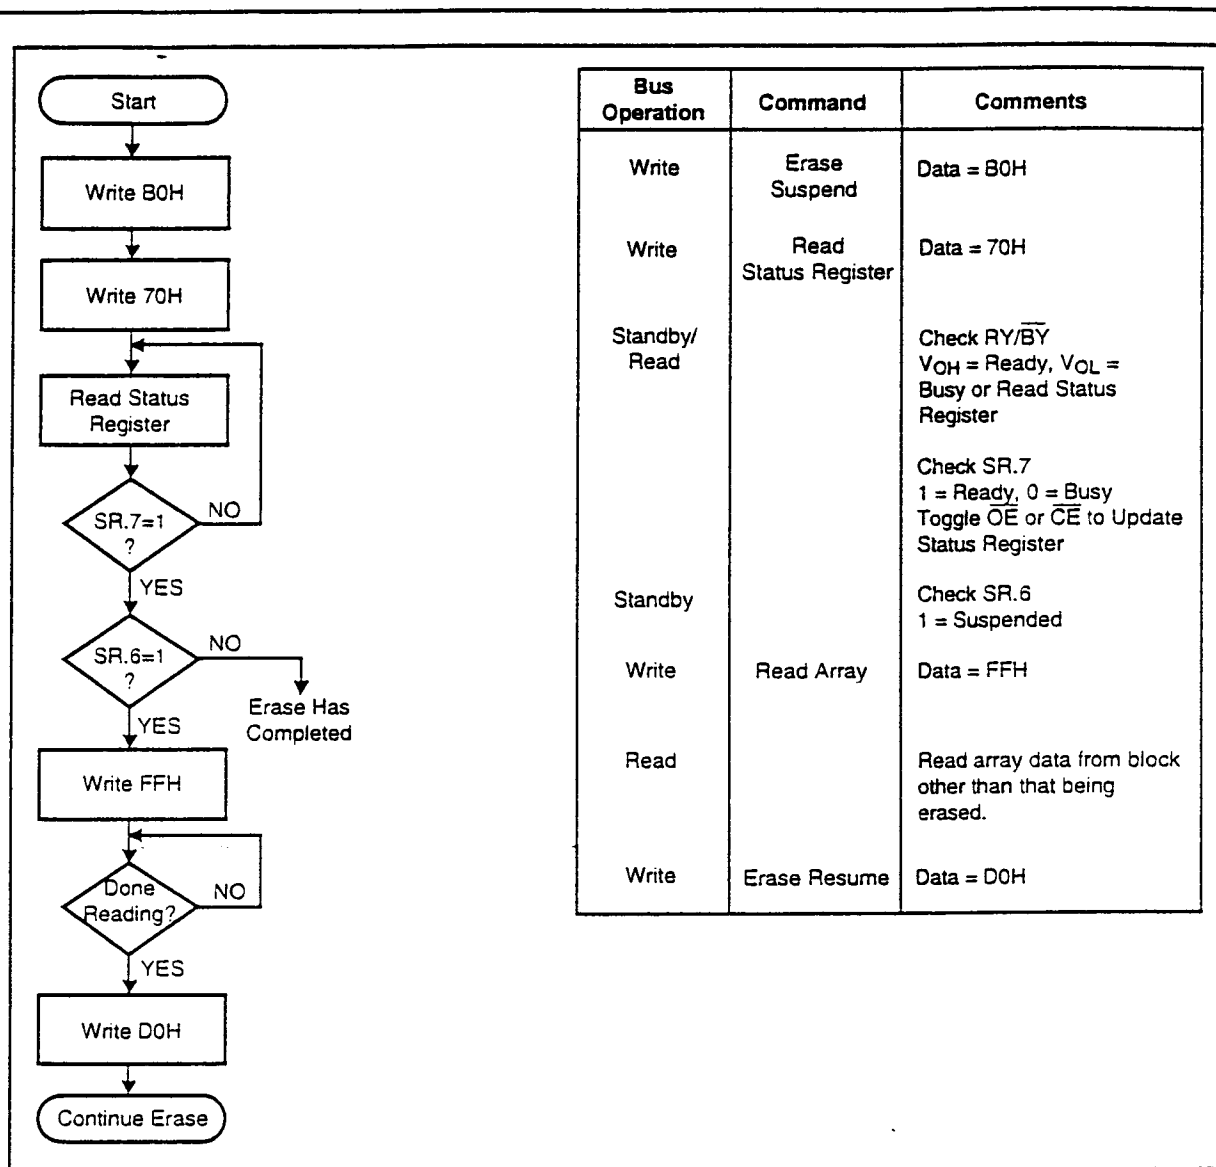 Start
Write B0H
Write 70H
Read Status
Register
SR.7=1
?
NO
YES
SR.6=1
?
NO
Erase Has
Completed
YES
Write FFH
Done
Reading?
NO
YES
Write D0H
Continue Erase
Bus
Operation
Command
Comments
Write
Erase
Suspend
Data = B0H
Write
Read
Status Register
Data = 70H
Standby/
Read
Check RY/B̅Y̅
VOH = Ready, VOL =
Busy or Read Status
Register
Check SR.7
1 = Ready, 0 = Busy
Toggle O̅E̅ or C̅E̅ to Update
Status Register
Standby
Check SR.6
1 = Suspended
Write
Read Array
Data = FFH
Read
Read array data from block
other than that being
erased.
Write
Erase Resume
Data = D0H